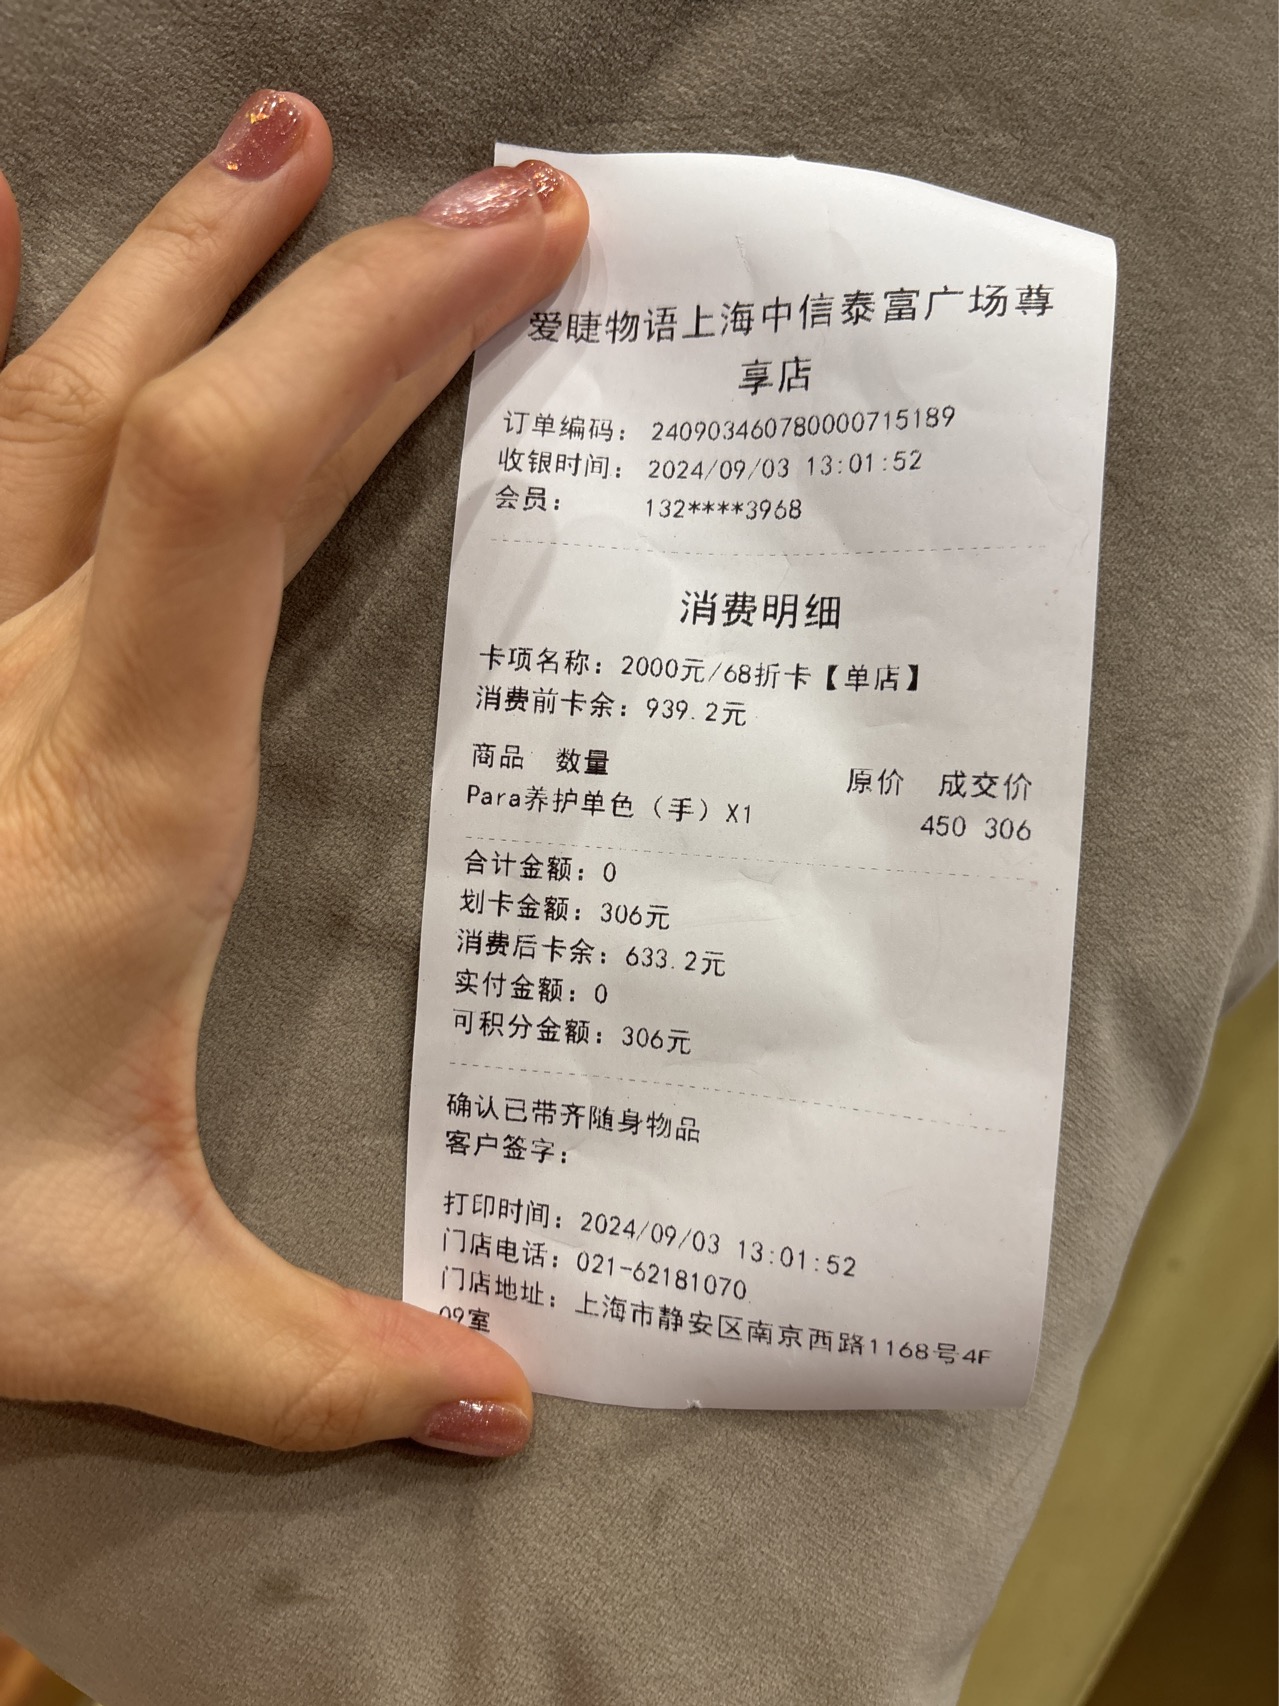 爱睫物语上海中信泰富广场尊
享店
订单编码： 240903460780000715189
收银时间： 2024/09/03 13:01:52
会员： 132****3968
消费明细
卡项名称：2000元/68折卡【单店】
消费前卡余：939.2元
商品 数量 原价 成交价
Para养护单色（手）X1 450 306
合计金额：0
划卡金额：306元
消费后卡余：633.2元
实付金额：0
可积分金额：306元
确认已带齐随身物品
客户签字：
打印时间：2024/09/03 13:01:52
门店电话：021-62181070
门店地址：上海市静安区南京西路1168号4F
09室